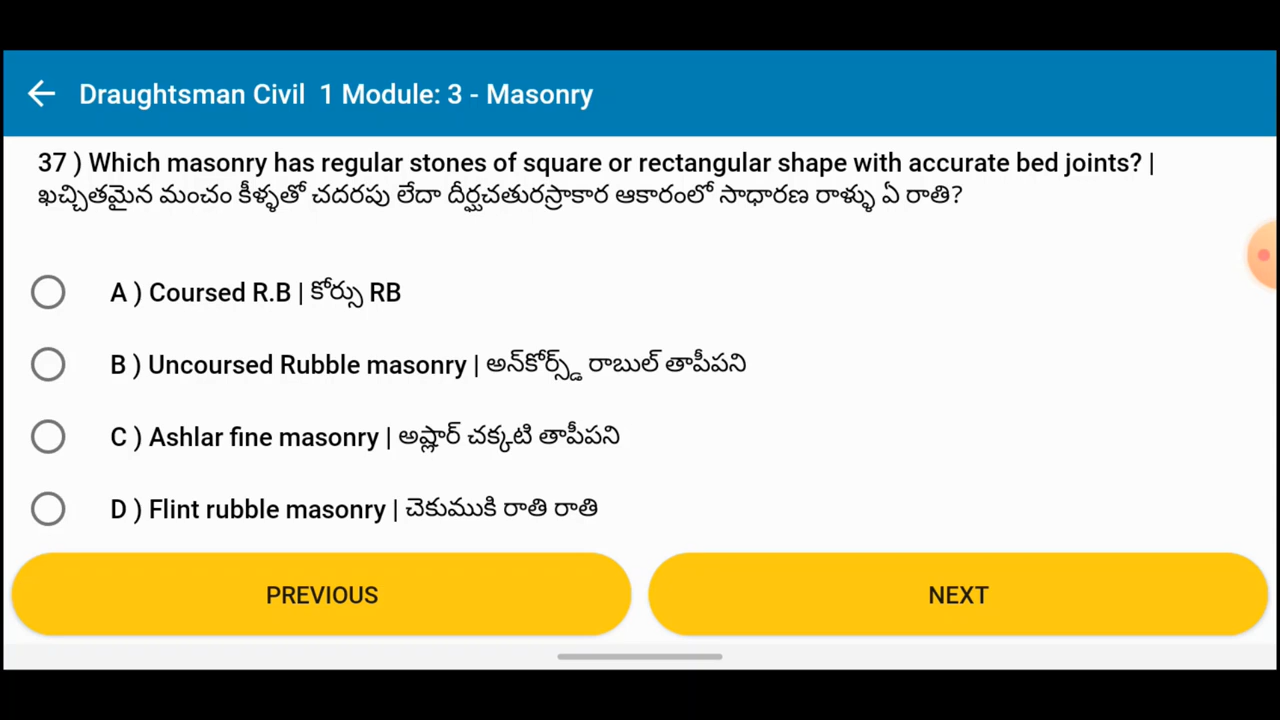 Draughtsman Civil 1 Module: 3 - Masonry
37 ) Which masonry has regular stones of square or rectangular shape with accurate bed joints? |
ఖచ్చితమైన మంచం కీళ్ళతో చదరపు లేదా దీర్ఘచతురస్రాకార ఆకారంలో సాధారణ రాళ్ళు ఏ రాతి?
A ) Coursed R.B | కోర్సు RB
B ) Uncoursed Rubble masonry | అన్‌కోర్స్డ్ రాబుల్ తాపీపని
C ) Ashlar fine masonry | అష్లార్ చక్కటి తాపీపని
D ) Flint rubble masonry | చెకుముకి రాతి రాతి
PREVIOUS
NEXT